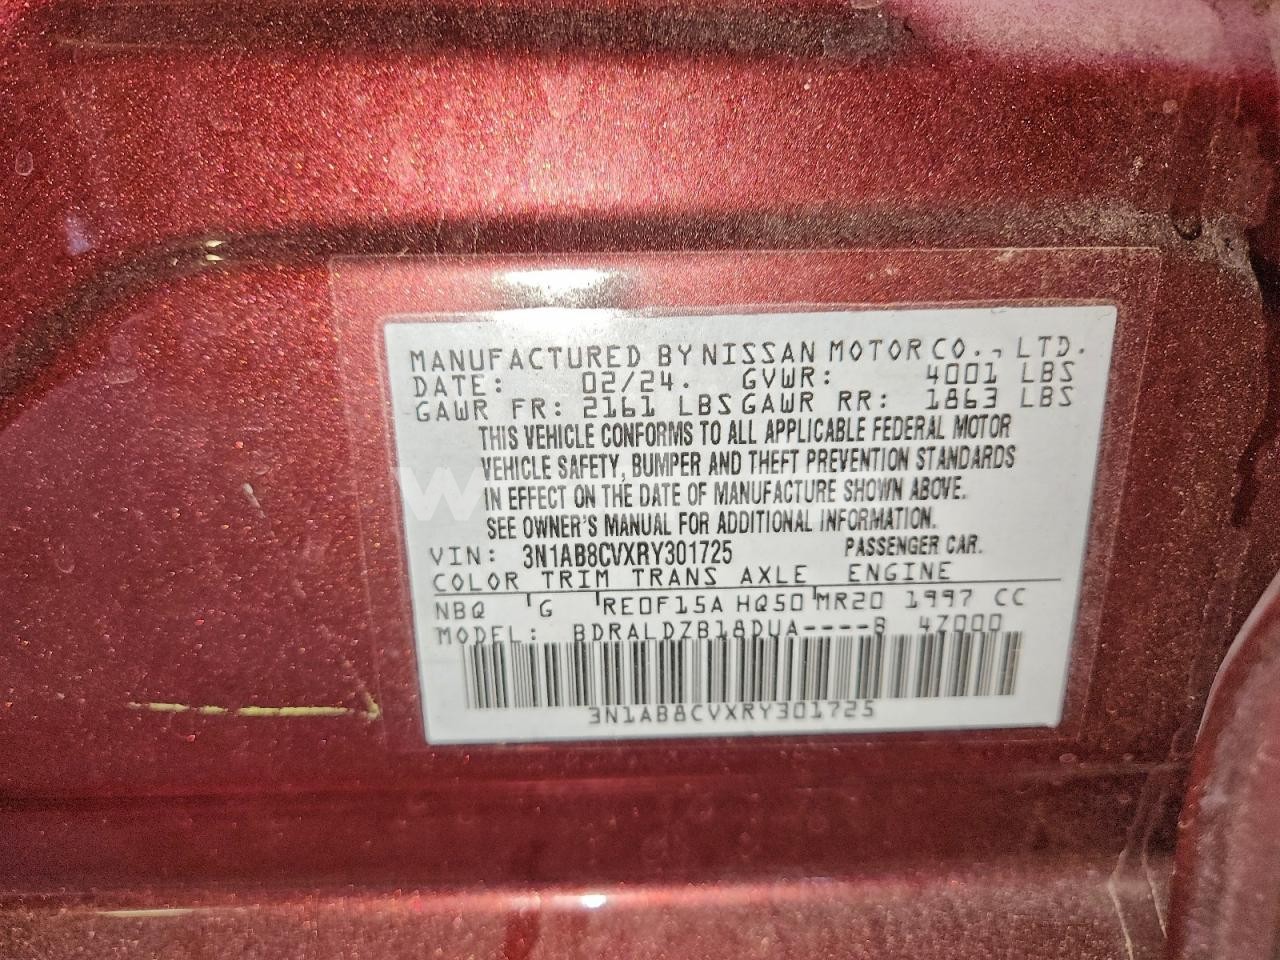 MANUFACTURED BY NISSAN MOTOR CO., LTD.
DATE: 02/24. GVWR: 4001 LBS
GAWR FR: 2161 LBS GAWR RR: 1863 LBS
THIS VEHICLE CONFORMS TO ALL APPLICABLE FEDERAL MOTOR
VEHICLE SAFETY, BUMPER AND THEFT PREVENTION STANDARDS
IN EFFECT ON THE DATE OF MANUFACTURE SHOWN ABOVE.
SEE OWNER'S MANUAL FOR ADDITIONAL INFORMATION.
VIN: 3N1AB8CVXRY301725 PASSENGER CAR.
COLOR TRIM TRANS AXLE ENGINE
NBQ G RE0F15A HQ50 MR20 1997 CC
MODEL: BDRALDZB18DUA----B 4Z000
3N1AB8CVXRY301725